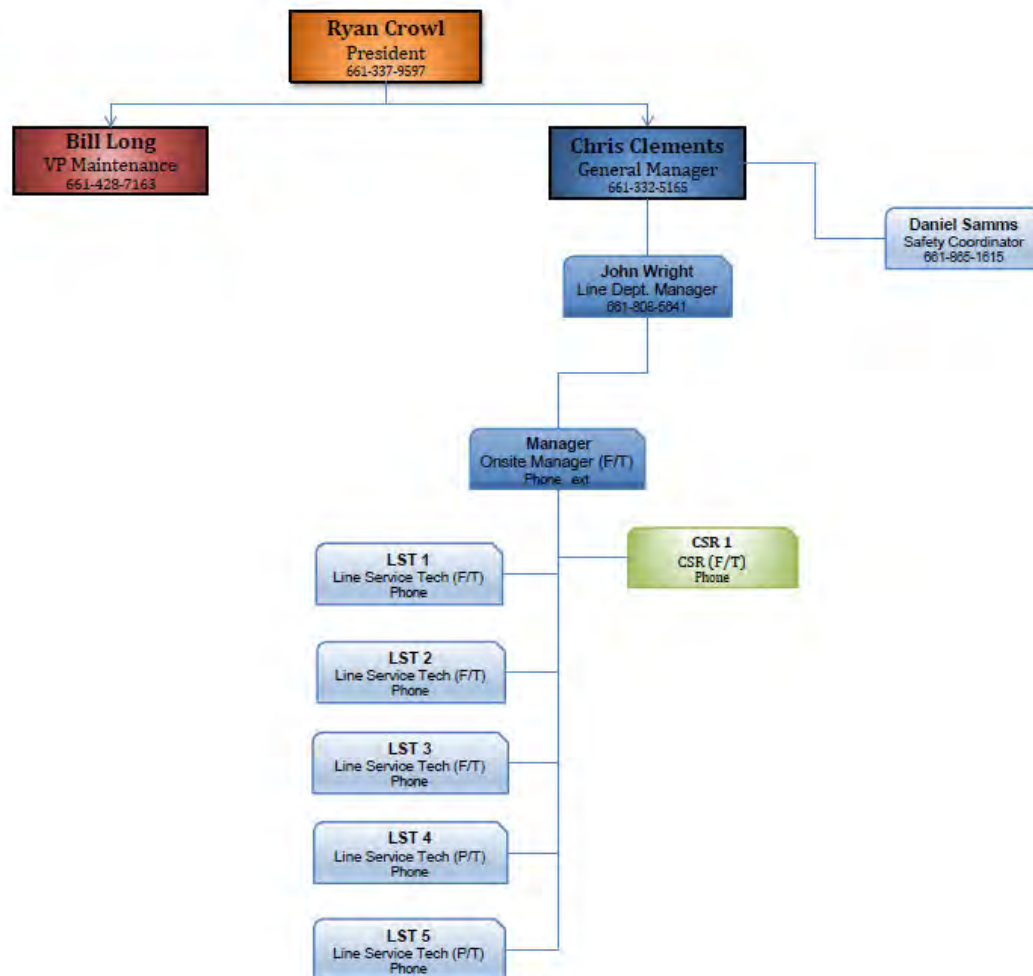 Ryan Crowl
President
661-337-9597
Bill Long
VP Maintenance
661-428-7163
Chris Clements
General Manager
661-332-5165
Daniel Samms
Safety Coordinator
661-865-1615
John Wright
Line Dept. Manager
661-808-5641
Manager
Onsite Manager (F/T)
Phone ext
CSR 1
CSR (F/T)
Phone
LST 1
Line Service Tech (F/T)
Phone
LST 2
Line Service Tech (F/T)
Phone
LST 3
Line Service Tech (F/T)
Phone
LST 4
Line Service Tech (P/T)
Phone
LST 5
Line Service Tech (P/T)
Phone